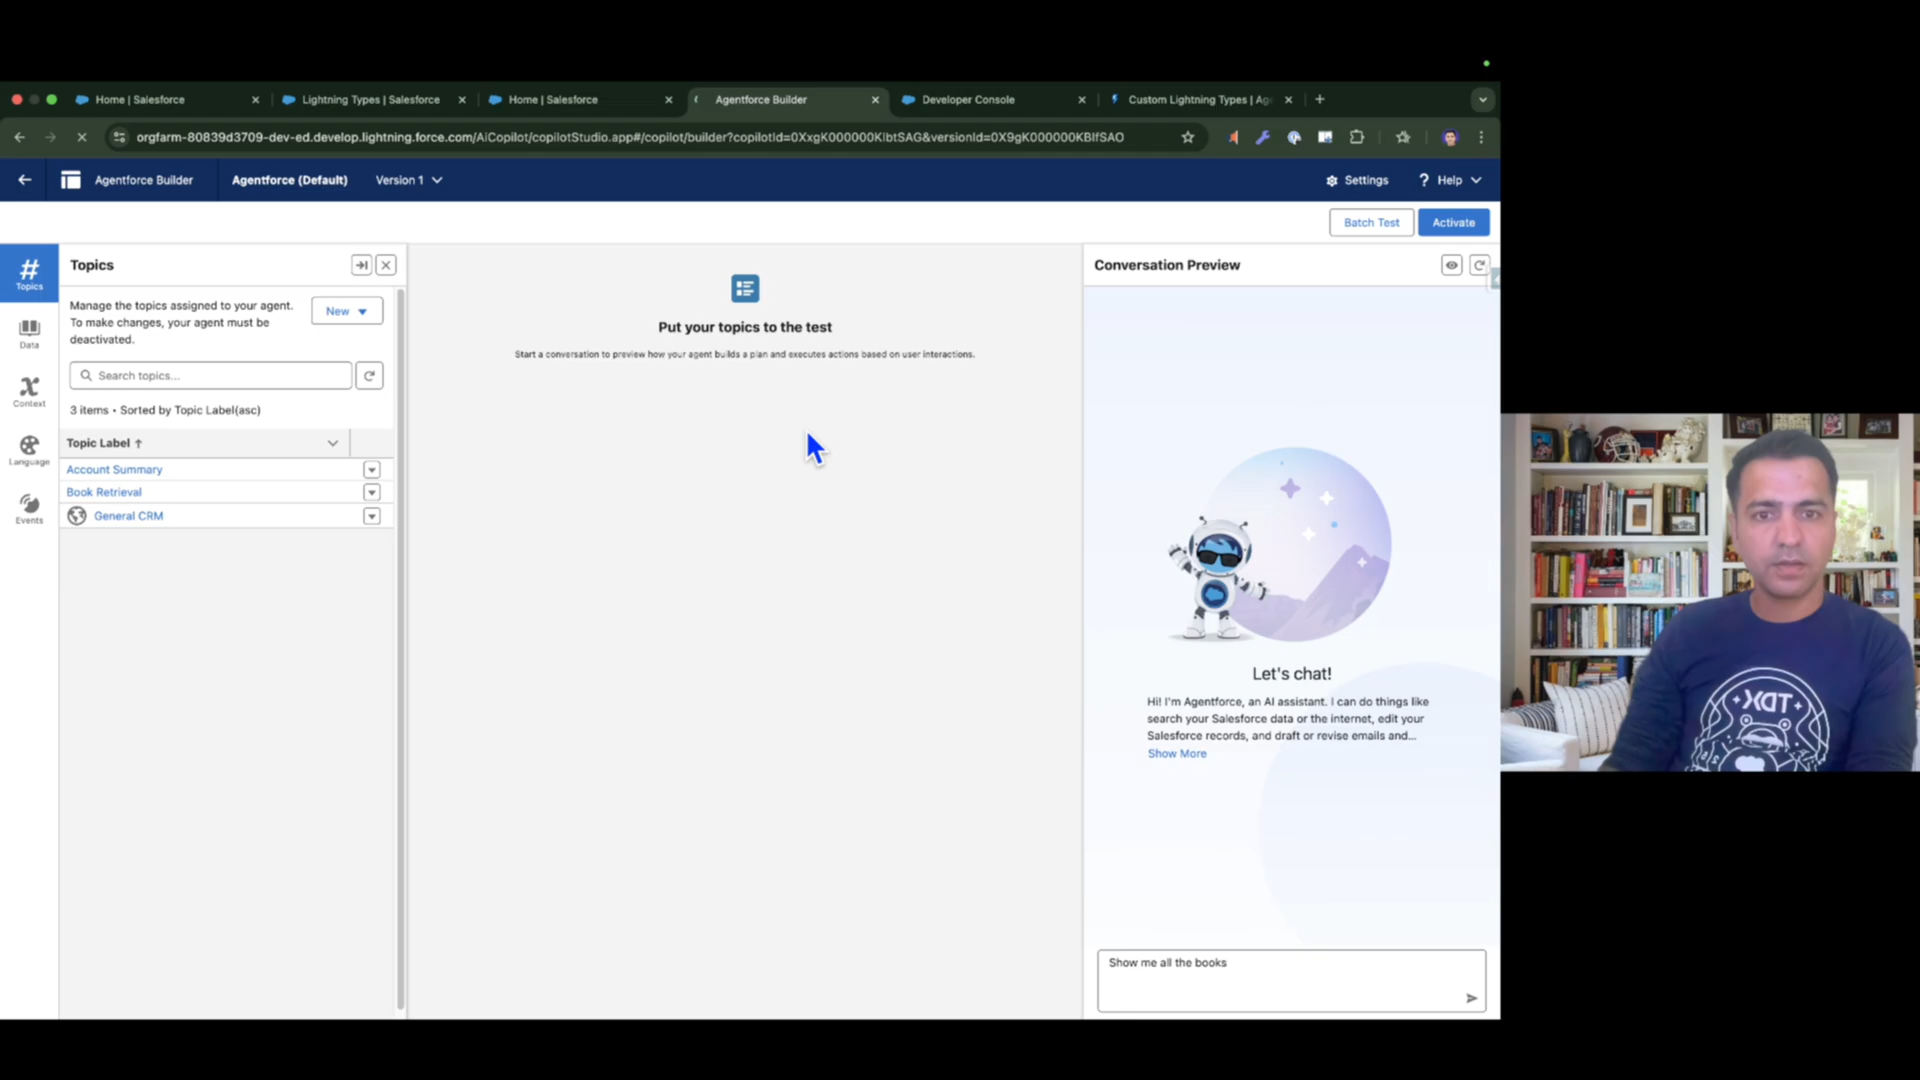 Home | Salesforce
Lightning Types | Salesforce
Home | Salesforce
Agentforce Builder
Developer Console
Custom Lightning Types | Ag
orgfarm-80839d3709-dev-ed.develop.lightning.force.com/AiCopilot/copilotStudio.app#/copilot/builder?copilotId=0XxgK000000KIbtSAG&versionId=0X9gK000000KBIfSAO
Agentforce Builder
Agentforce (Default)
Version 1
Settings
? Help
Batch Test
Activate
# Topics
Data
Context
Language
Events
Topics
Manage the topics assigned to your agent.
To make changes, your agent must be
deactivated.
New
Search topics...
3 items • Sorted by Topic Label(asc)
Topic Label ↑
Account Summary
Book Retrieval
General CRM
Put your topics to the test
Start a conversation to preview how your agent builds a plan and executes actions based on user interactions.
Conversation Preview
Let's chat!
Hi! I'm Agentforce, an AI assistant. I can do things like
search your Salesforce data or the internet, edit your
Salesforce records, and draft or revise emails and...
Show More
Show me all the books